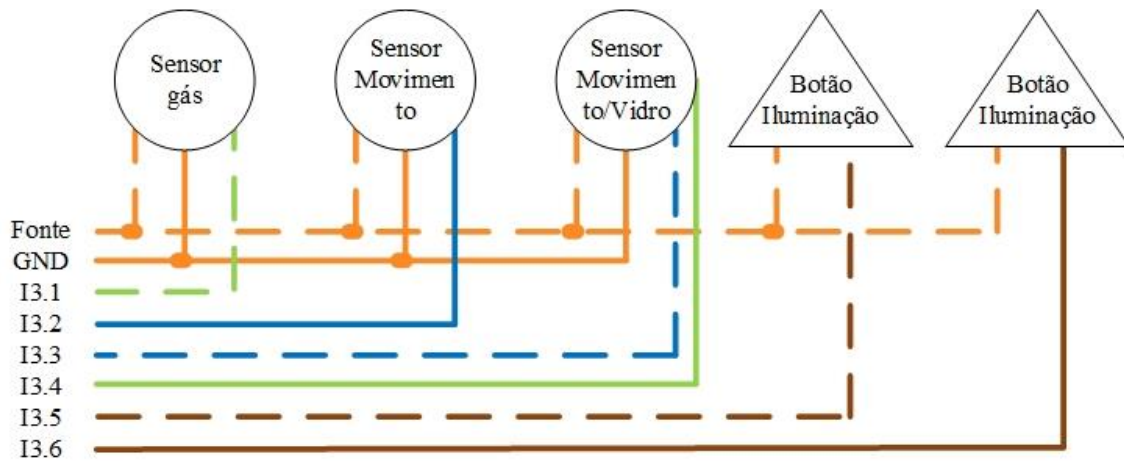 Sensor
gás
Sensor
Movimen
to
Sensor
Movimen
to/Vidro
Botão
Iluminação
Botão
Iluminação
Fonte
GND
I3.1
I3.2
I3.3
I3.4
I3.5
I3.6